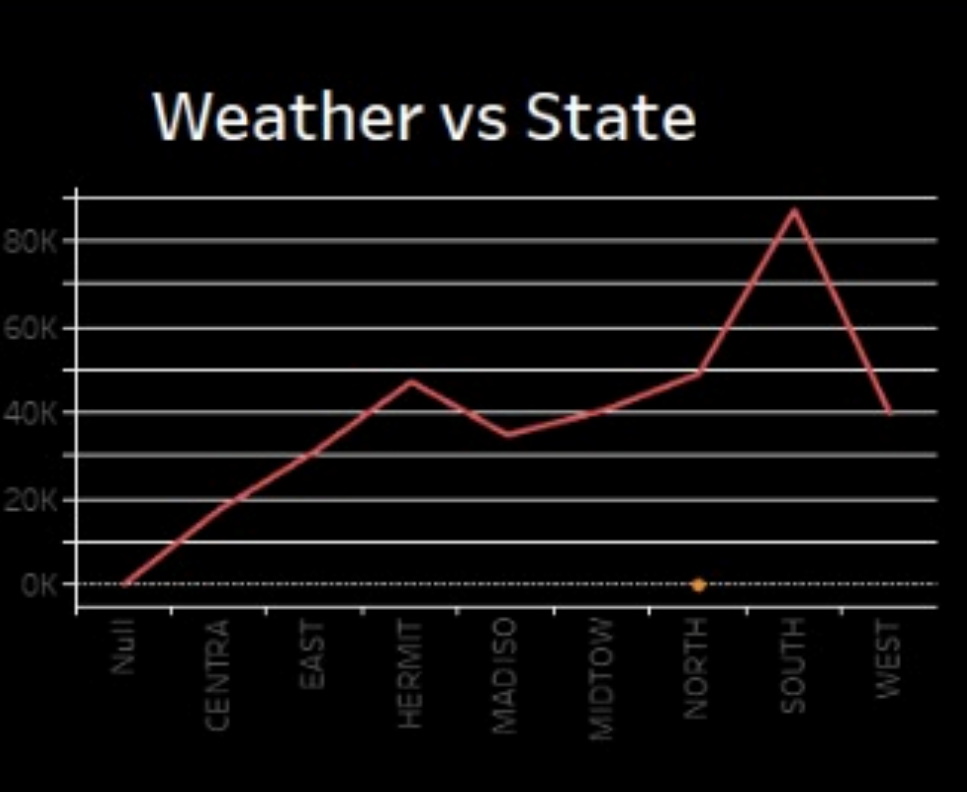 Weather vs State
80K
60K
40K
20K
0K
Null
CENTRA
EAST
HERMIT
MADISO
MIDTOW
NORTH
SOUTH
WEST